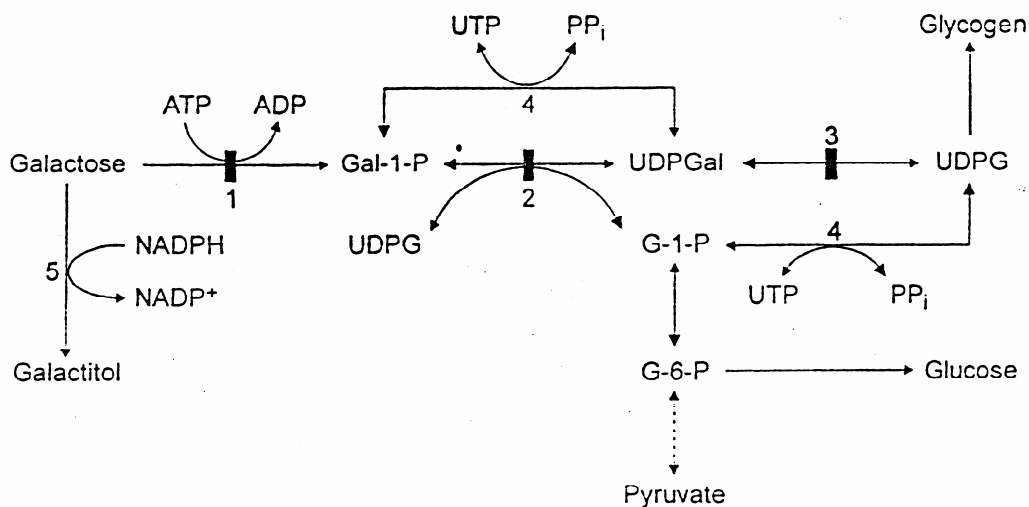 UTP PPi Glycogen
ATP ADP 4
Galactose Gal-1-P UDPGal 3 UDPG
1 2
UDPG G-1-P 4
5 NADPH
NADP+ UTP PPi
Galactitol G-6-P Glucose
Pyruvate